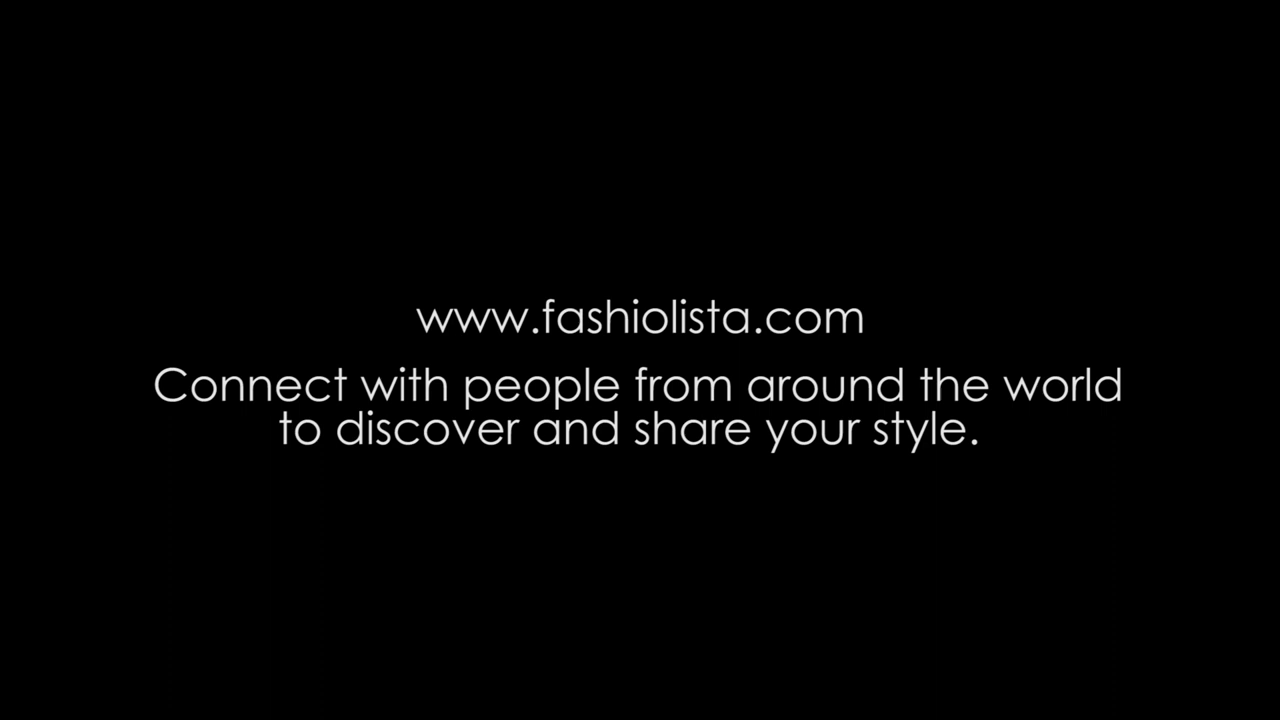 www.fashiolista.com
Connect with people from around the world
to discover and share your style.